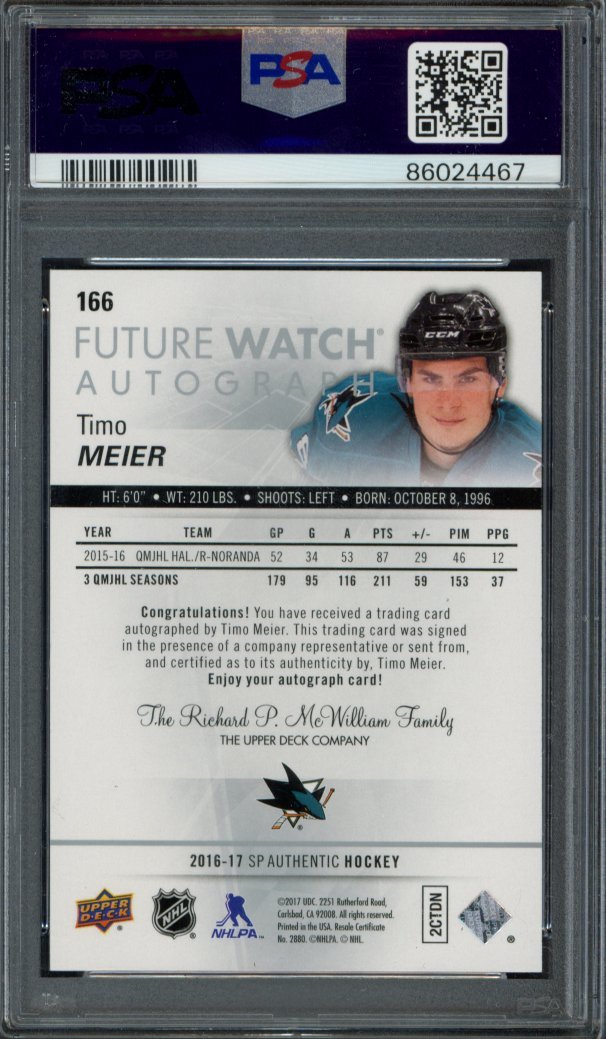 PSA
PSA
86024467
166
FUTURE WATCH®
AUTOGRAPH
CCM
Timo
MEIER
HT: 6'0" • WT: 210 LBS. • SHOOTS: LEFT • BORN: OCTOBER 8, 1996
YEAR TEAM GP G A PTS +/- PIM PPG
2015-16 QMJHL HAL./R-NORANDA 52 34 53 87 29 46 12
3 QMJHL SEASONS 179 95 116 211 59 153 37
Congratulations! You have received a trading card
autographed by Timo Meier. This trading card was signed
in the presence of a company representative or sent from,
and certified as to its authenticity by, Timo Meier.
Enjoy your autograph card!
The Richard P. McWilliam Family
THE UPPER DECK COMPANY
2016-17 SP AUTHENTIC HOCKEY
UPPER DECK
NHL
NHLPA
©2017 UDC. 2251 Rutherford Road,
Carlsbad, CA 92008. All rights reserved.
Printed in the USA. Resale Certificate
No. 2880. ©NHLPA. © NHL.
2CTDN
PSA